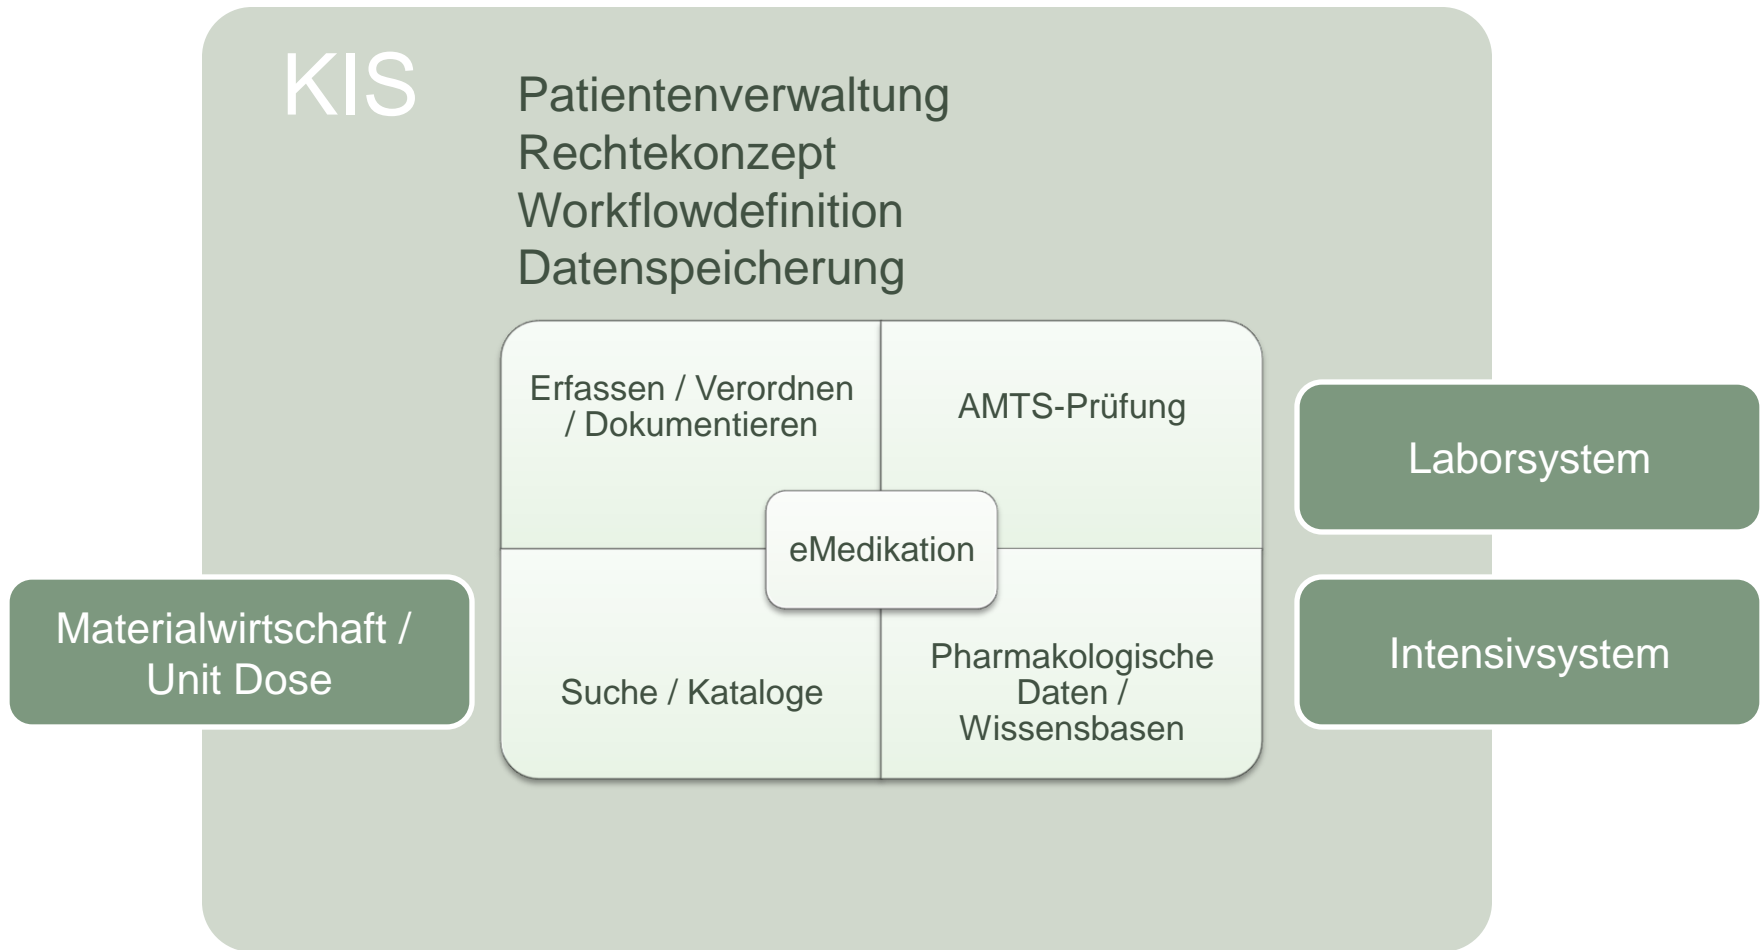 KIS
Patientenverwaltung
Rechtekonzept
Workflowdefinition
Datenspeicherung
Erfassen / Verordnen
/ Dokumentieren
AMTS-Prüfung
Laborsystem
eMedikation
Materialwirtschaft /
Unit Dose
Suche / Kataloge
Pharmakologische
Daten /
Wissensbasen
Intensivsystem